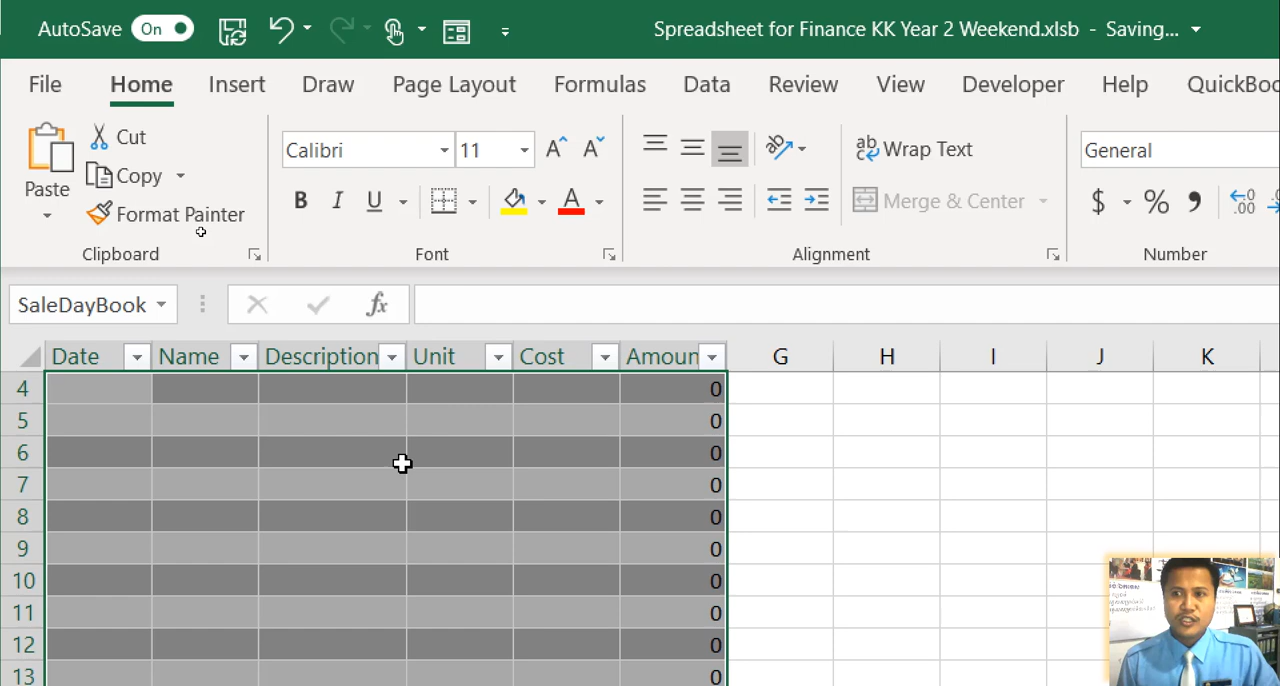 AutoSave On Spreadsheet for Finance KK Year 2 Weekend.xlsb - Saving...
File Home Insert Draw Page Layout Formulas Data Review View Developer Help QuickBoo
Paste Cut Calibri 11 A A ab Wrap Text General
Copy
Format Painter B I U A Merge & Center $ % .00
Clipboard Font Alignment Number
SaleDayBook fx
Date Name Description Unit Cost Amoun G H I J K
4 0
5 0
6 0
7 0
8 0
9 0
10 0
11 0
12 0
13 0